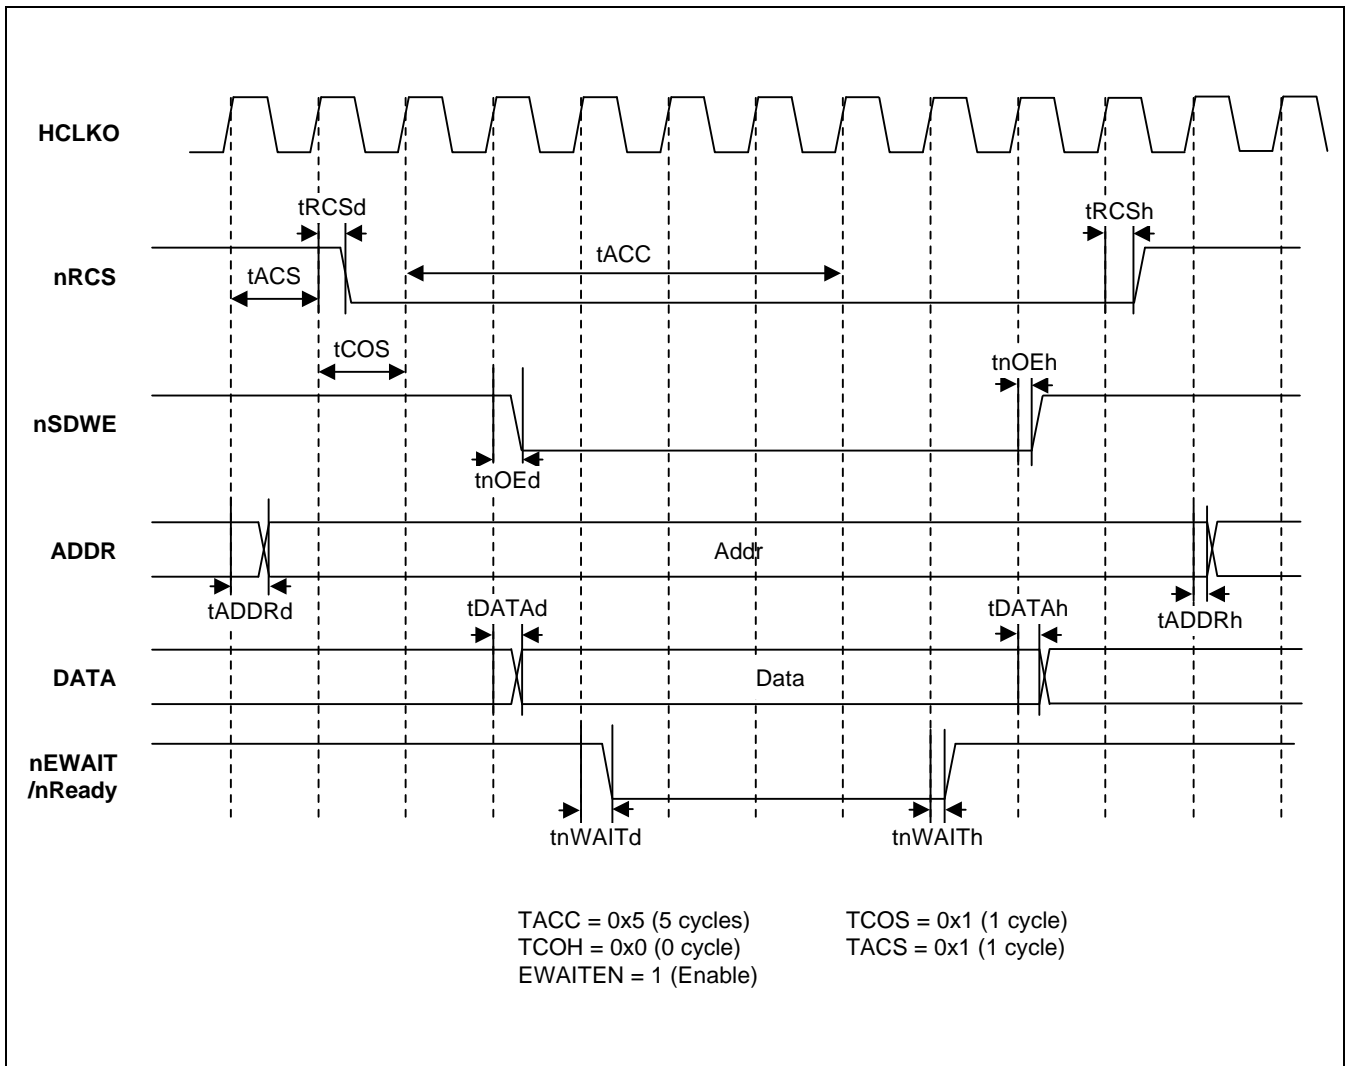 HCLKO
tRCSd
tRCSh
nRCS
tACS
tACC
tCOS
tnOEh
nSDWE
tnOEd
ADDR
Addr
tADDRd
tDATAd
tDATAh
tADDRh
DATA
Data
nEWAIT
/nReady
tnWAITd
tnWAITh
TACC = 0x5 (5 cycles)
TCOS = 0x1 (1 cycle)
TCOH = 0x0 (0 cycle)
TACS = 0x1 (1 cycle)
EWAITEN = 1 (Enable)